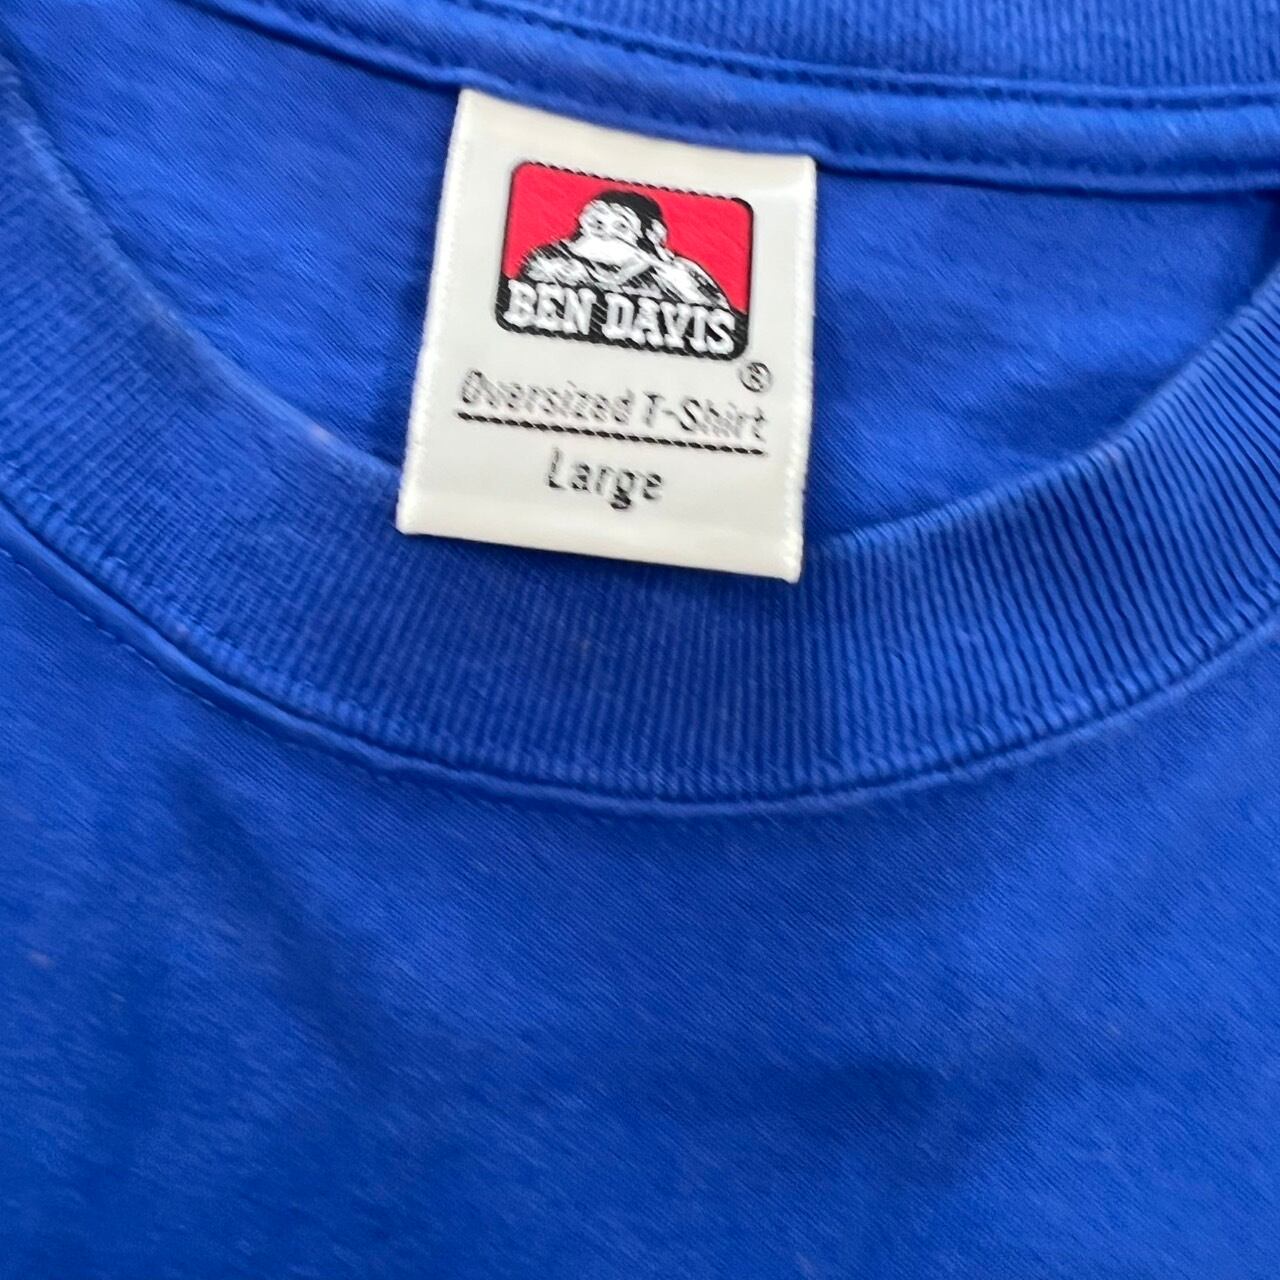 BEN DAVIS
®
Oversized T-Shirt
Large